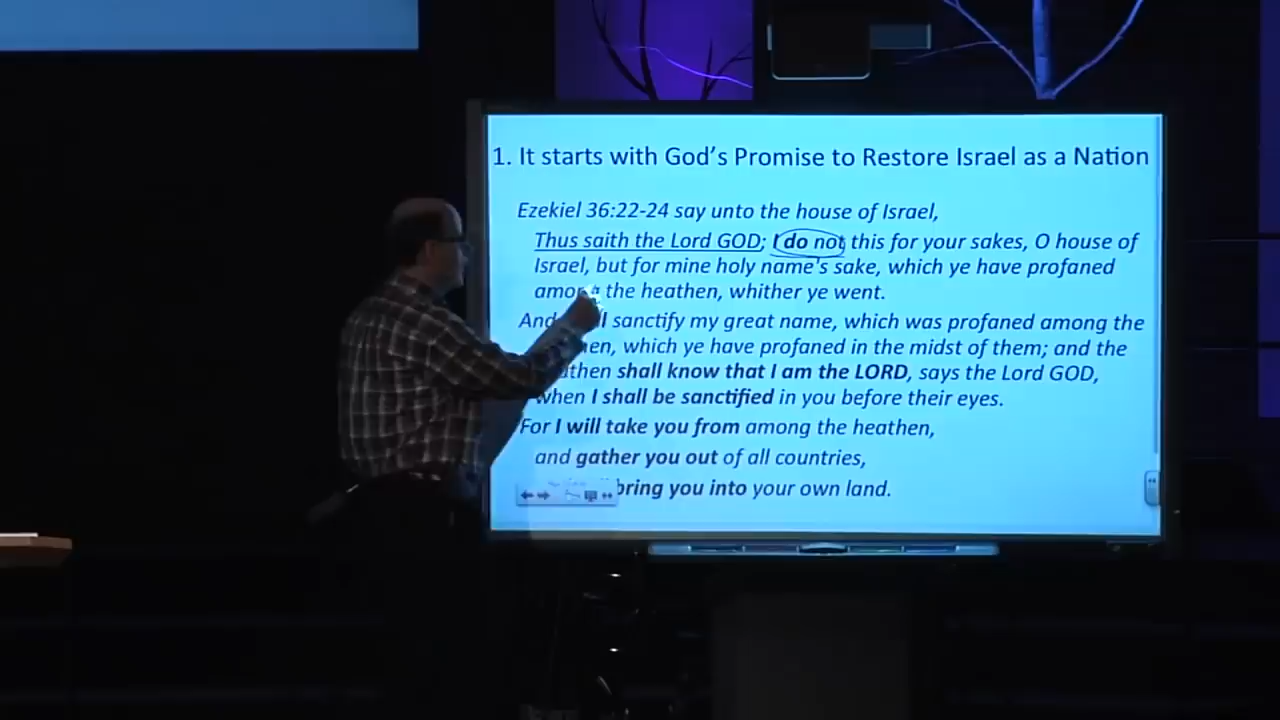 1. It starts with God's Promise to Restore Israel as a Nation
Ezekiel 36:22-24 say unto the house of Israel,
Thus saith the Lord GOD; I do not this for your sakes, O house of
Israel, but for mine holy name's sake, which ye have profaned
among the heathen, whither ye went.
And sanctify my great name, which was profaned among the
which ye have profaned in the midst of them; and the
shall know that I am the LORD, says the Lord GOD,
when I shall be sanctified in you before their eyes.
For I will take you from among the heathen,
and gather you out of all countries,
bring you into your own land.